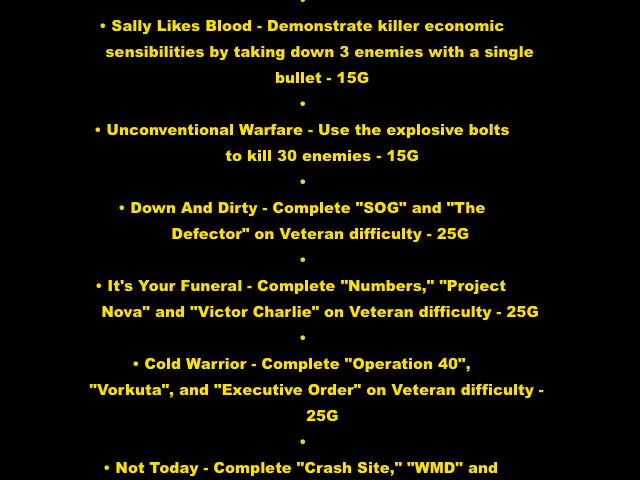 •
• Sally Likes Blood - Demonstrate killer economic
sensibilities by taking down 3 enemies with a single
bullet - 15G
•
• Unconventional Warfare - Use the explosive bolts
to kill 30 enemies - 15G
•
• Down And Dirty - Complete "SOG" and "The
Defector" on Veteran difficulty - 25G
•
• It's Your Funeral - Complete "Numbers," "Project
Nova" and "Victor Charlie" on Veteran difficulty - 25G
•
• Cold Warrior - Complete "Operation 40",
"Vorkuta", and "Executive Order" on Veteran difficulty -
25G
•
• Not Today - Complete "Crash Site," "WMD" and